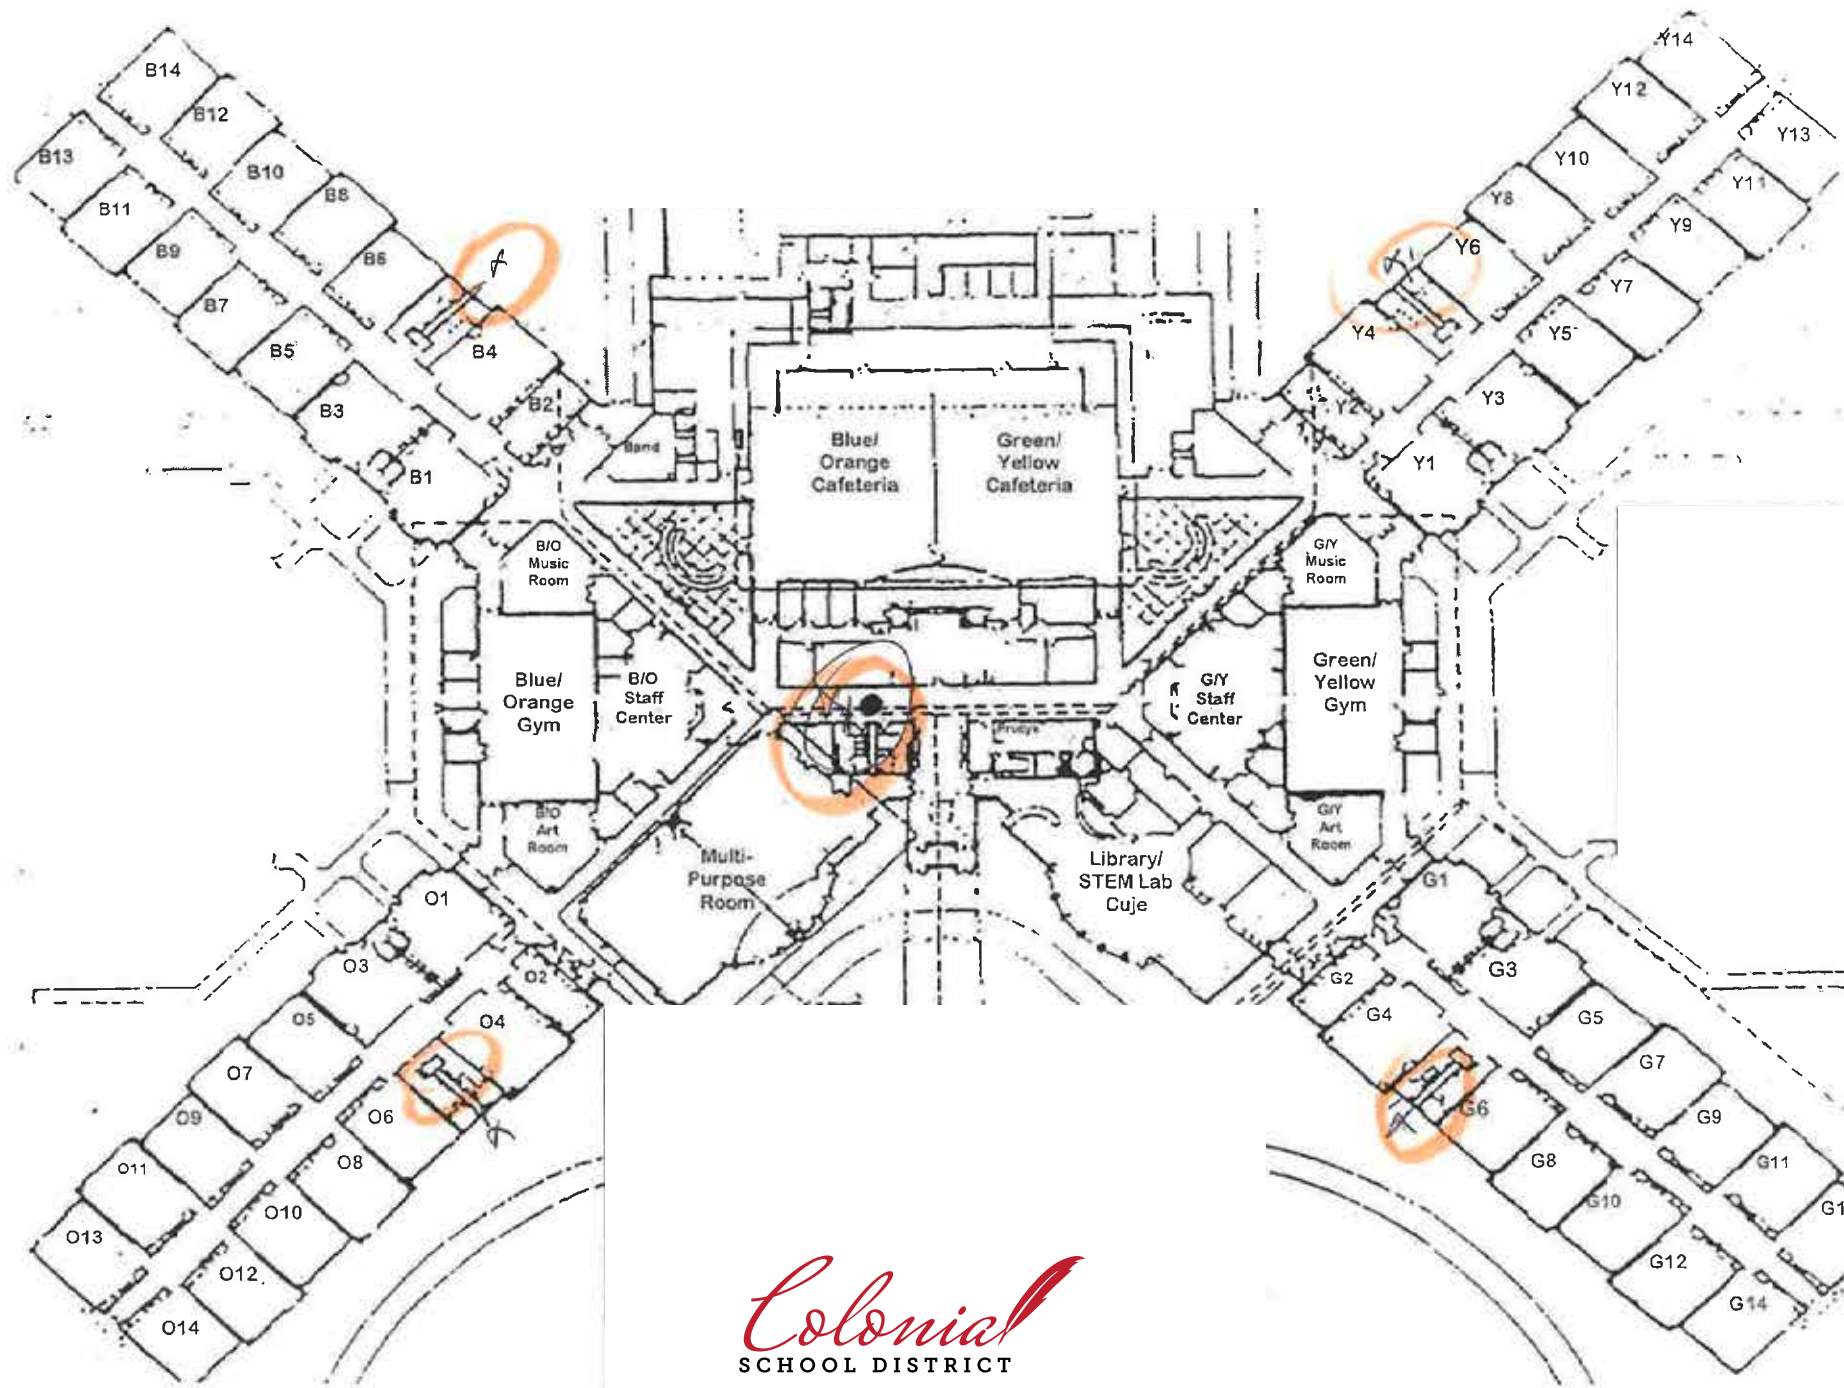 B14
B12
B10
B8
B6
B4
B2
B13
B11
B9
B7
B5
B3
B1
Y14
Y12
Y10
Y8
Y6
Y4
Y2
Y13
Y11
Y9
Y7
Y5
Y3
Y1
Band
Blue/
Orange
Cafeteria
Green/
Yellow
Cafeteria
B/O
Music
Room
G/Y
Music
Room
Blue/
Orange
Gym
B/O
Staff
Center
G/Y
Staff
Center
Green/
Yellow
Gym
B/O
Art
Room
Multi-
Purpose
Room
Library/
STEM Lab
Cuje
G/Y
Art
Room
O1
O3
O5
O7
O9
O11
O13
O2
O4
O6
O8
O10
O12
O14
G1
G3
G5
G7
G9
G11
G1
G2
G4
G6
G8
G10
G12
G14
Colonial
SCHOOL DISTRICT